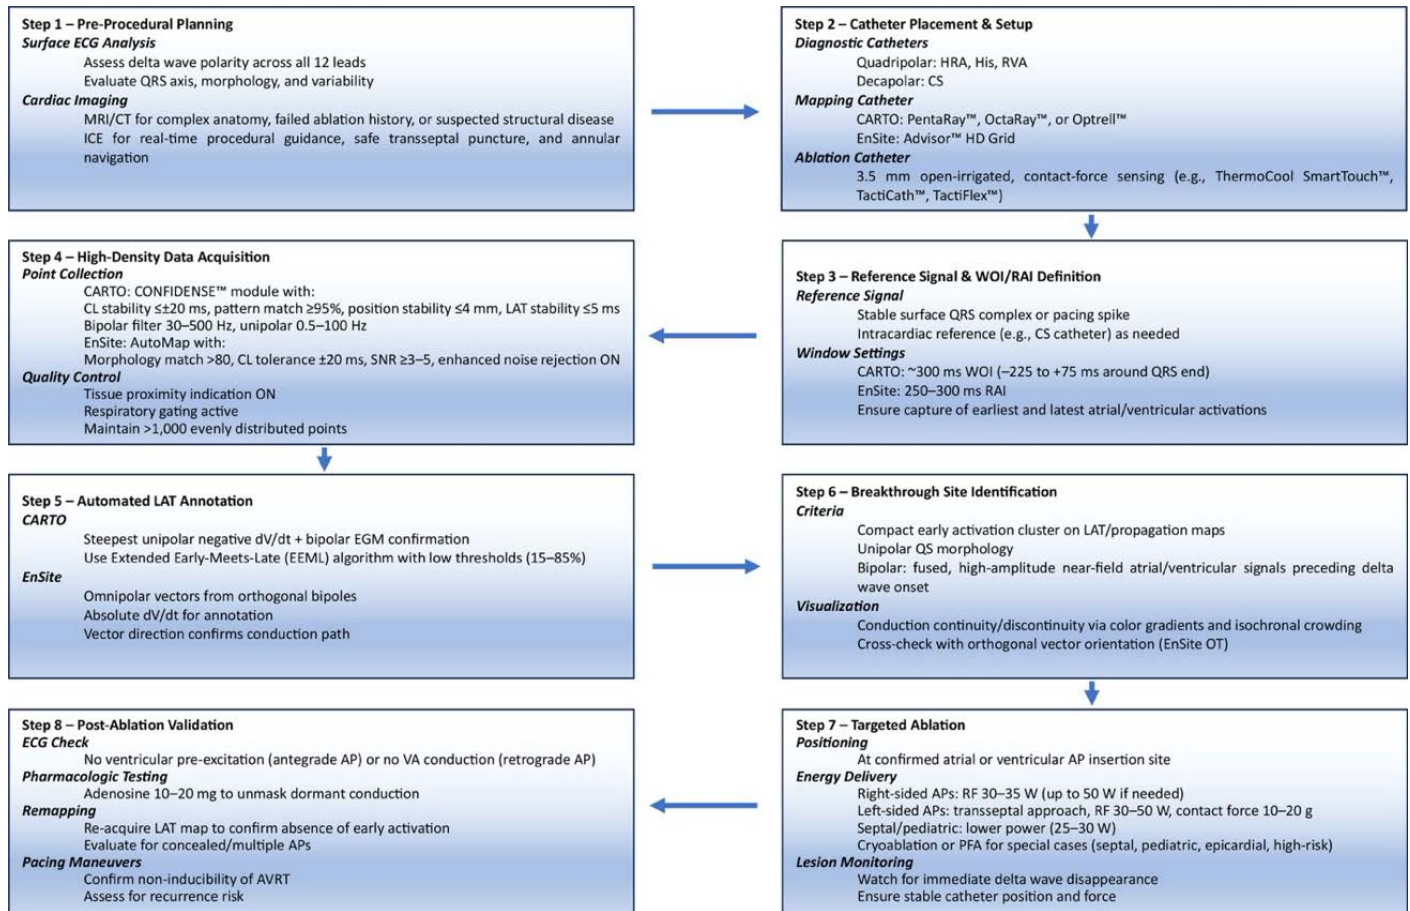 Step 1 – Pre-Procedural Planning
Surface ECG Analysis
Assess delta wave polarity across all 12 leads
Evaluate QRS axis, morphology, and variability
Cardiac Imaging
MRI/CT for complex anatomy, failed ablation history, or suspected structural disease
ICE for real-time procedural guidance, safe transseptal puncture, and annular
navigation
Step 2 – Catheter Placement & Setup
Diagnostic Catheters
Quadripolar: HRA, His, RVA
Decapolar: CS
Mapping Catheter
CARTO: PentaRay™, OctaRay™, or Optrell™
EnSite: Advisor™ HD Grid
Ablation Catheter
3.5 mm open-irrigated, contact-force sensing (e.g., ThermoCool SmartTouch™,
TactiCath™, TactiFlex™)
Step 3 – Reference Signal & WOI/RAI Definition
Reference Signal
Stable surface QRS complex or pacing spike
Intracardiac reference (e.g., CS catheter) as needed
Window Settings
CARTO: ~300 ms WOI (–225 to +75 ms around QRS end)
EnSite: 250–300 ms RAI
Ensure capture of earliest and latest atrial/ventricular activations
Step 4 – High-Density Data Acquisition
Point Collection
CARTO: CONFIDENSE™ module with:
CL stability ≤±20 ms, pattern match ≥95%, position stability ≤4 mm, LAT stability ≤5 ms
Bipolar filter 30–500 Hz, unipolar 0.5–100 Hz
EnSite: AutoMap with:
Morphology match >80, CL tolerance ±20 ms, SNR ≥3–5, enhanced noise rejection ON
Quality Control
Tissue proximity indication ON
Respiratory gating active
Maintain >1,000 evenly distributed points
Step 5 – Automated LAT Annotation
CARTO
Steepest unipolar negative dV/dt + bipolar EGM confirmation
Use Extended Early-Meets-Late (EEML) algorithm with low thresholds (15–85%)
EnSite
Omnipolar vectors from orthogonal bipoles
Absolute dV/dt for annotation
Vector direction confirms conduction path
Step 6 – Breakthrough Site Identification
Criteria
Compact early activation cluster on LAT/propagation maps
Unipolar QS morphology
Bipolar: fused, high-amplitude near-field atrial/ventricular signals preceding delta
wave onset
Visualization
Conduction continuity/discontinuity via color gradients and isochronal crowding
Cross-check with orthogonal vector orientation (EnSite OT)
Step 7 – Targeted Ablation
Positioning
At confirmed atrial or ventricular AP insertion site
Energy Delivery
Right-sided APs: RF 30–35 W (up to 50 W if needed)
Left-sided APs: transseptal approach, RF 30–50 W, contact force 10–20 g
Septal/pediatric: lower power (25–30 W)
Cryoablation or PFA for special cases (septal, pediatric, epicardial, high-risk)
Lesion Monitoring
Watch for immediate delta wave disappearance
Ensure stable catheter position and force
Step 8 – Post-Ablation Validation
ECG Check
No ventricular pre-excitation (antegrade AP) or no VA conduction (retrograde AP)
Pharmacologic Testing
Adenosine 10–20 mg to unmask dormant conduction
Remapping
Re-acquire LAT map to confirm absence of early activation
Evaluate for concealed/multiple APs
Pacing Maneuvers
Confirm non-inducibility of AVRT
Assess for recurrence risk